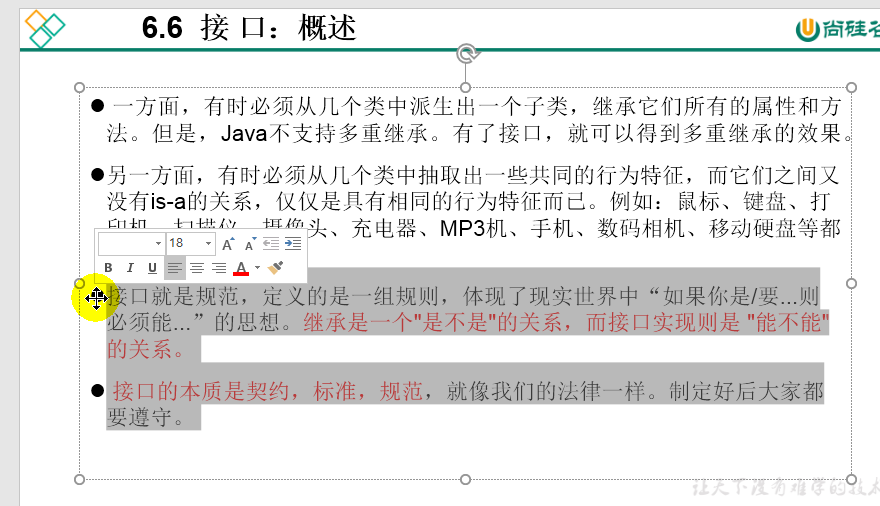 6.6 接 口：概述
尚硅谷
● 一方面，有时必须从几个类中派生出一个子类，继承它们所有的属性和方
法。但是，Java不支持多重继承。有了接口，就可以得到多重继承的效果。
●另一方面，有时必须从几个类中抽取出一些共同的行为特征，而它们之间又
没有is-a的关系，仅仅是具有相同的行为特征而已。例如：鼠标、键盘、打
印机、扫描仪、摄像头、充电器、MP3机、手机、数码相机、移动硬盘等都
18 A A
B I U A
接口就是规范，定义的是一组规则，体现了现实世界中“如果你是/要...则
必须能...”的思想。继承是一个"是不是"的关系，而接口实现则是 "能不能"
的关系。
● 接口的本质是契约，标准，规范，就像我们的法律一样。制定好后大家都
要遵守。
让天下没有难学的技术